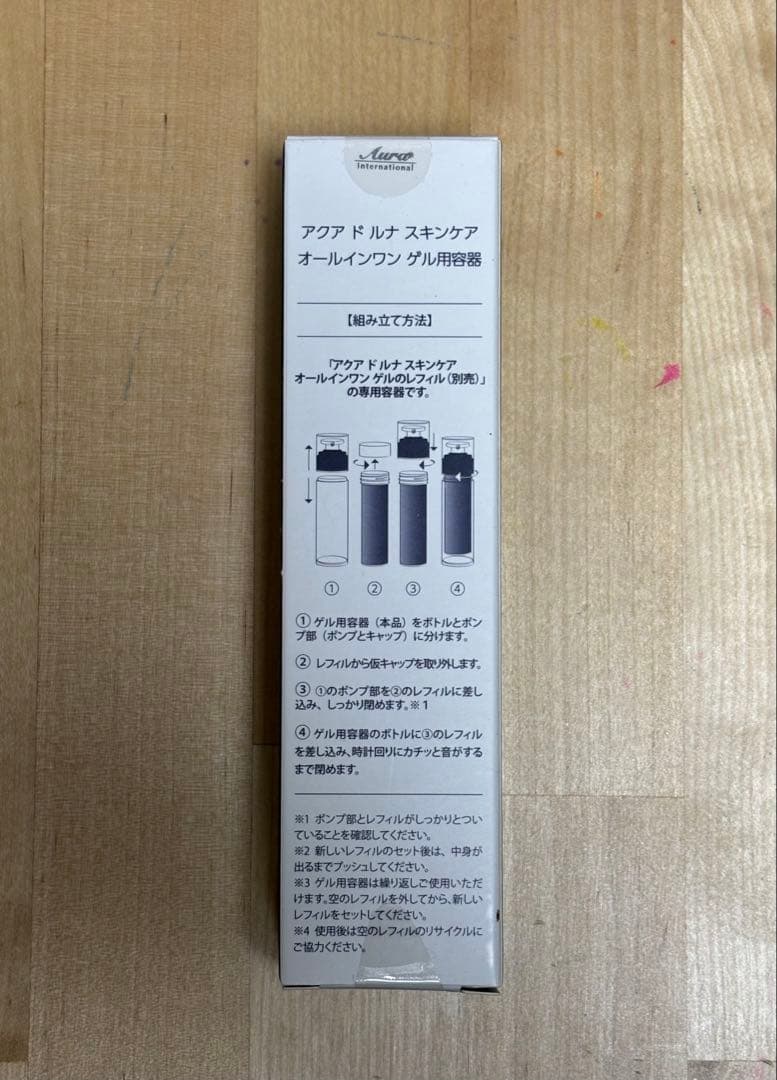 Aura
International
アクア ド ルナ スキンケア
オールインワン ゲル用容器
【組み立て方法】
「アクア ド ルナ スキンケア
オールインワン ゲルのレフィル（別売）」
の専用容器です。
① ② ③ ④
① ゲル用容器（本品）をボトルとポン
プ部（ポンプとキャップ）に分けます。
② レフィルから仮キャップを取り外します。
③ ①のポンプ部を②のレフィルに差し
込み、しっかり閉めます。※1
④ ゲル用容器のボトルに③のレフィル
を差し込み、時計回りにカチッと音がする
まで閉めます。
※1 ポンプ部とレフィルがしっかりとつい
ていることを確認してください。
※2 新しいレフィルのセット後は、中身が
出るまでプッシュしてください。
※3 ゲル用容器は繰り返しご使用いただ
けます。空のレフィルを外してから、新しい
レフィルをセットしてください。
※4 使用後は空のレフィルのリサイクルに
ご協力ください。